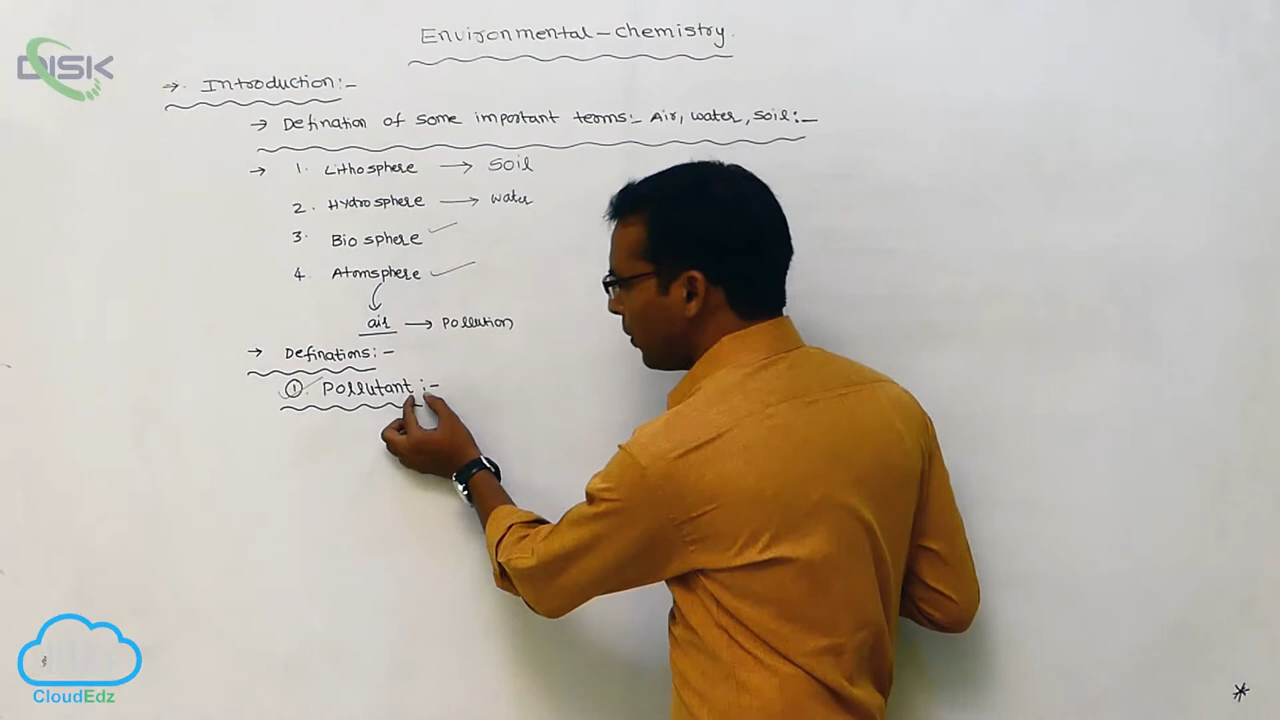 Environmental-chemistry.
DISK
→ Introduction:-
→ Defination of some important terms:- Air, water, soil:-
→ 1. Lithosphere → soil
2. Hydrosphere → water
3. Bio sphere ✓
4. Atomsphere ✓
air → pollution
→ Definations:-
① Pollutant:-
CloudEdz
*